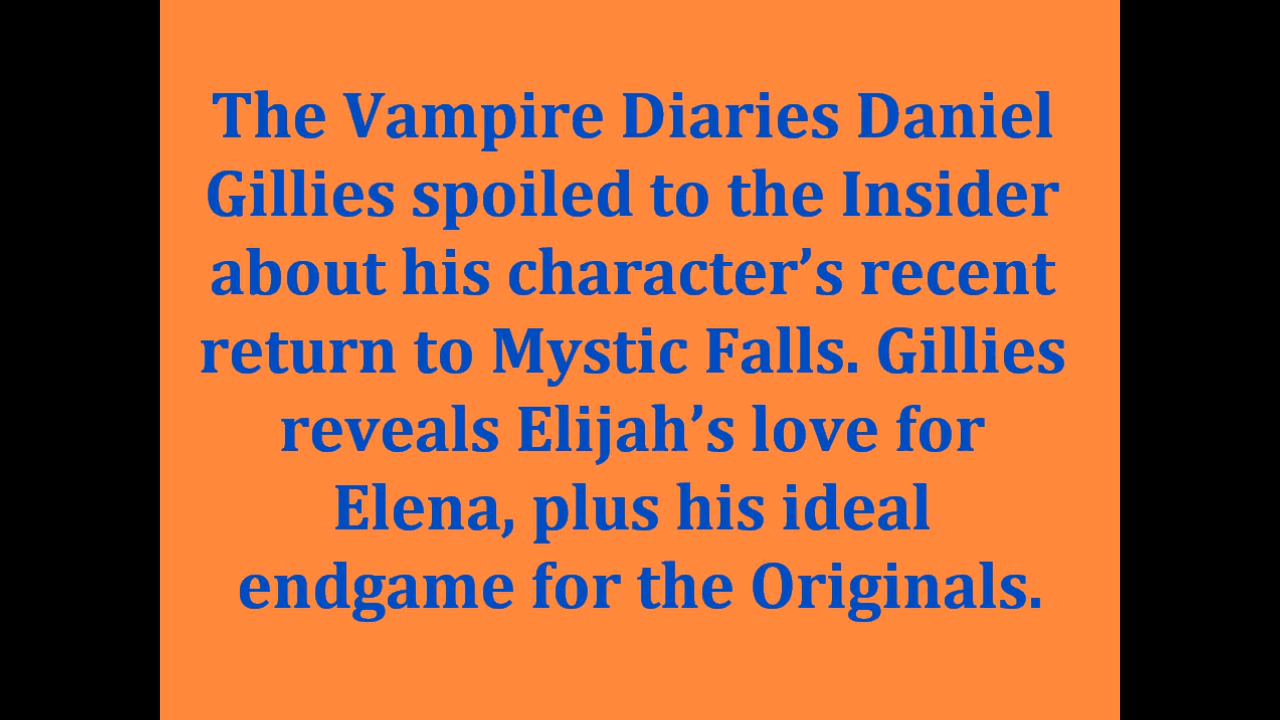 The Vampire Diaries Daniel
Gillies spoiled to the Insider
about his character’s recent
return to Mystic Falls. Gillies
reveals Elijah’s love for
Elena, plus his ideal
endgame for the Originals.